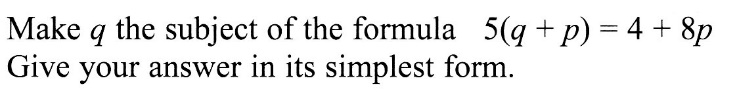 Make q the subject of the formula 5(q + p) = 4 + 8p
Give your answer in its simplest form.